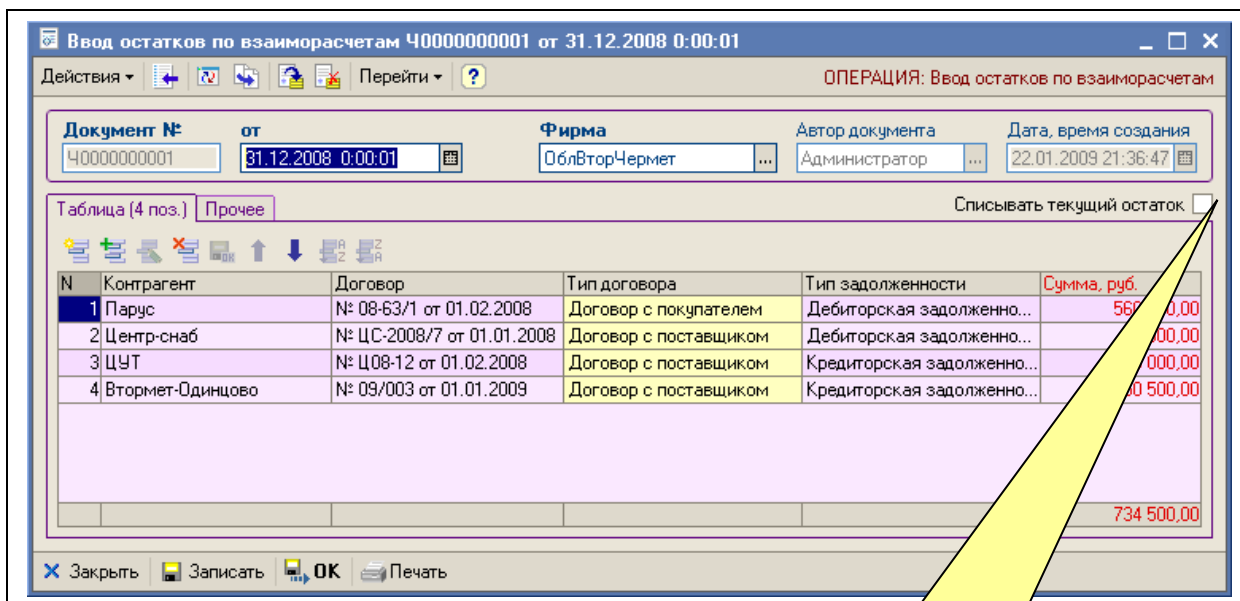 Ввод остатков по взаиморасчетам Ч0000000001 от 31.12.2008 0:00:01
Действия Перейти ? ОПЕРАЦИЯ: Ввод остатков по взаиморасчетам
Документ № от Фирма Автор документа Дата, время создания
Ч0000000001 31.12.2008 0:00:01 ОблВторЧермет ... Администратор ... 22.01.2009 21:36:47
Таблица (4 поз.) Прочее Списывать текущий остаток
N Контрагент Договор Тип договора Тип задолженности Сумма, руб.
1 Парус № 08-63/1 от 01.02.2008 Договор с покупателем Дебиторская задолженно...
2 Центр-снаб № ЦС-2008/7 от 01.01.2008 Договор с поставщиком Дебиторская задолженно...
3 ЦУТ № Ц08-12 от 01.02.2008 Договор с поставщиком Кредиторская задолженно...
4 Втормет-Одинцово № 09/003 от 01.01.2009 Договор с поставщиком Кредиторская задолженно...
734 500,00
Закрыть Записать OK Печать